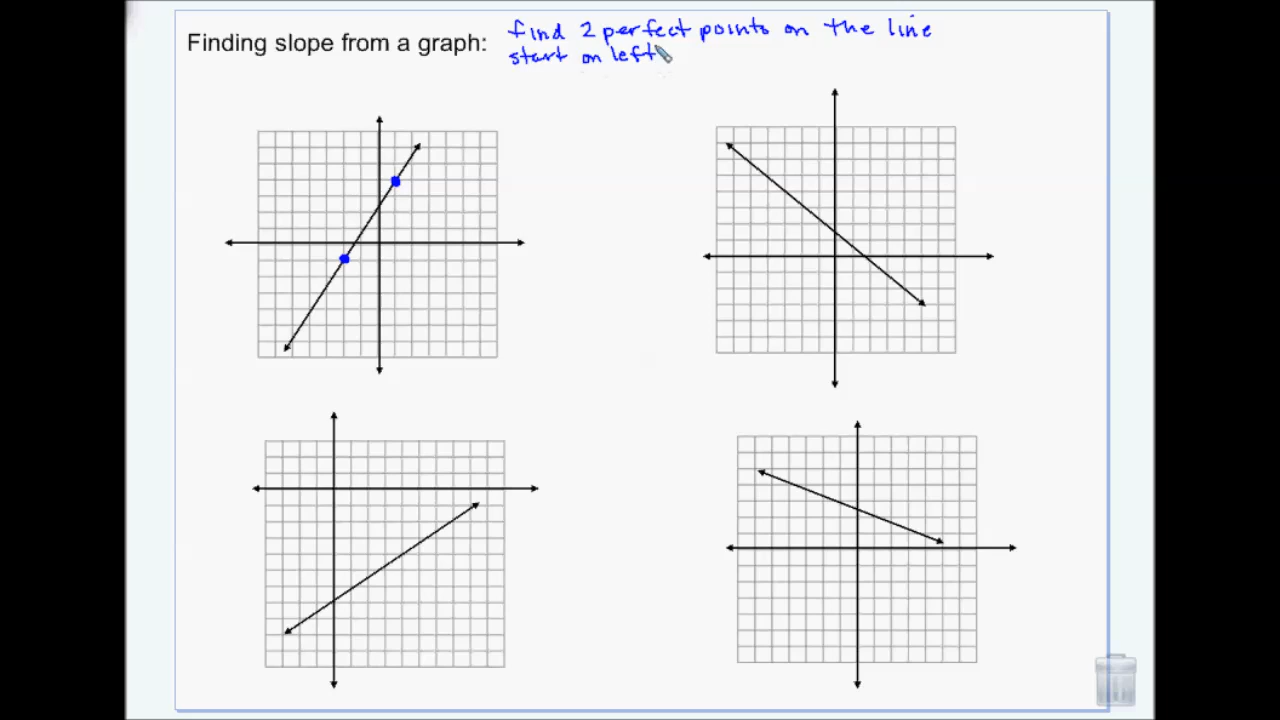 Finding slope from a graph:
find 2 perfect points on the line
start on left